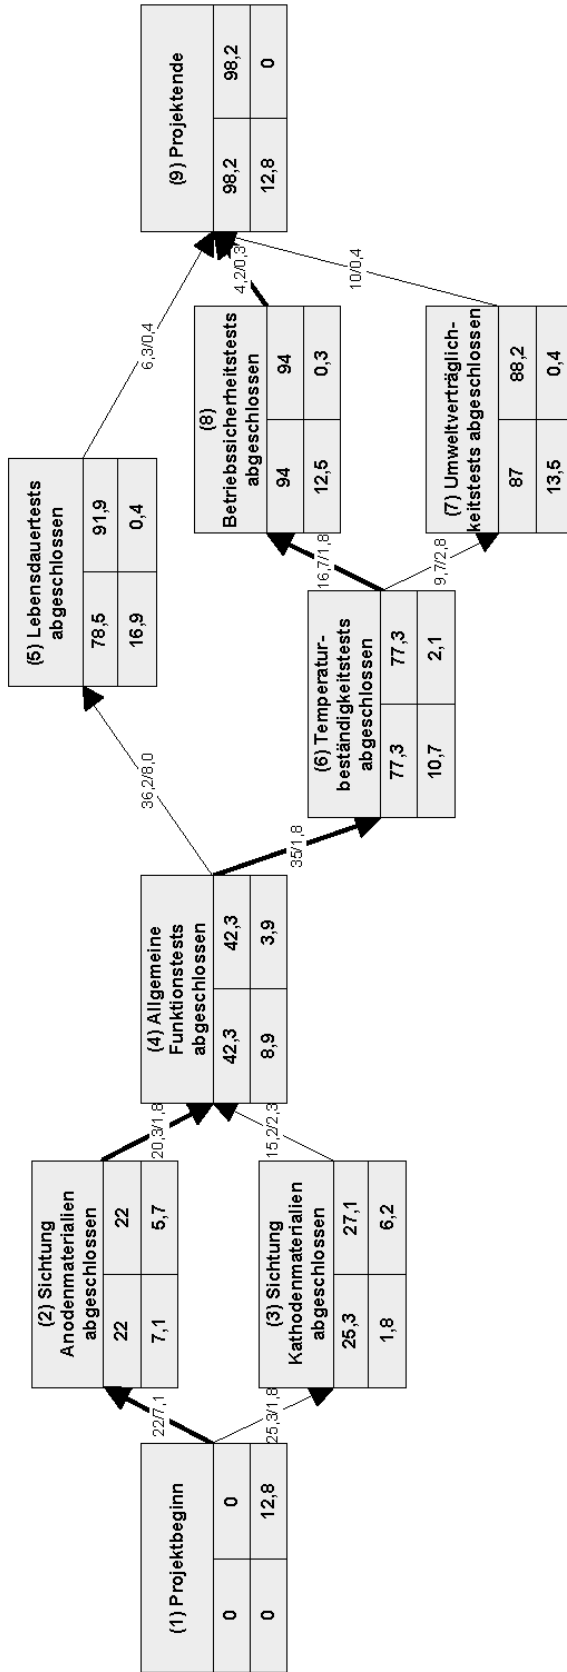 (1) Projektbeginn
0 0
0 12,8
22/7,1
25,3/1,8
(2) Sichtung
Anodenmaterialien
abgeschlossen
22 22
7,1 5,7
(3) Sichtung
Kathodenmaterialien
abgeschlossen
25,3 27,1
1,8 6,2
20,3/1,8
15,2/2,3
(4) Allgemeine
Funktionstests
abgeschlossen
42,3 42,3
8,9 3,9
36,2/8,0
35/1,8
(5) Lebensdauertests
abgeschlossen
78,5 91,9
16,9 0,4
(6) Temperatur-
beständigkeitstests
abgeschlossen
77,3 77,3
10,7 2,1
16,7/1,8
9,7/2,8
(8)
Betriebssicherheitstests
abgeschlossen
94 94
12,5 0,3
(7) Umweltverträglich-
keitstests abgeschlossen
87 88,2
13,5 0,4
6,3/0,4
4,2/0,3
10/0,4
(9) Projektende
98,2 98,2
12,8 0